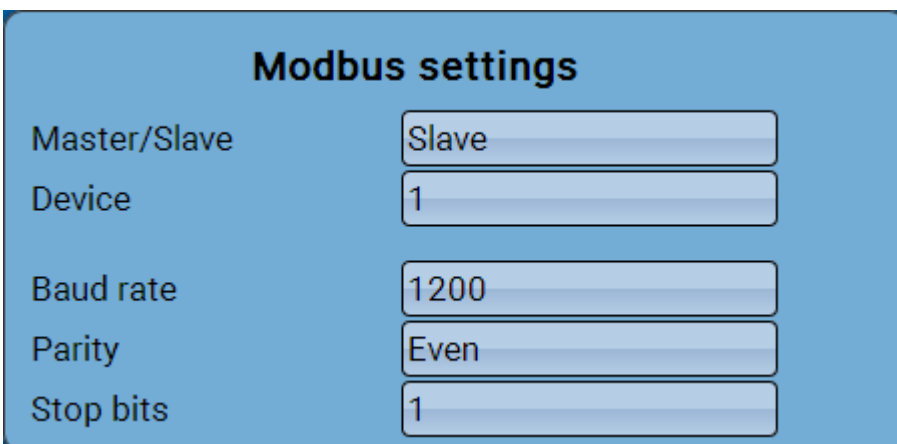 Modbus settings
Master/Slave Slave
Device 1
Baud rate 1200
Parity Even
Stop bits 1